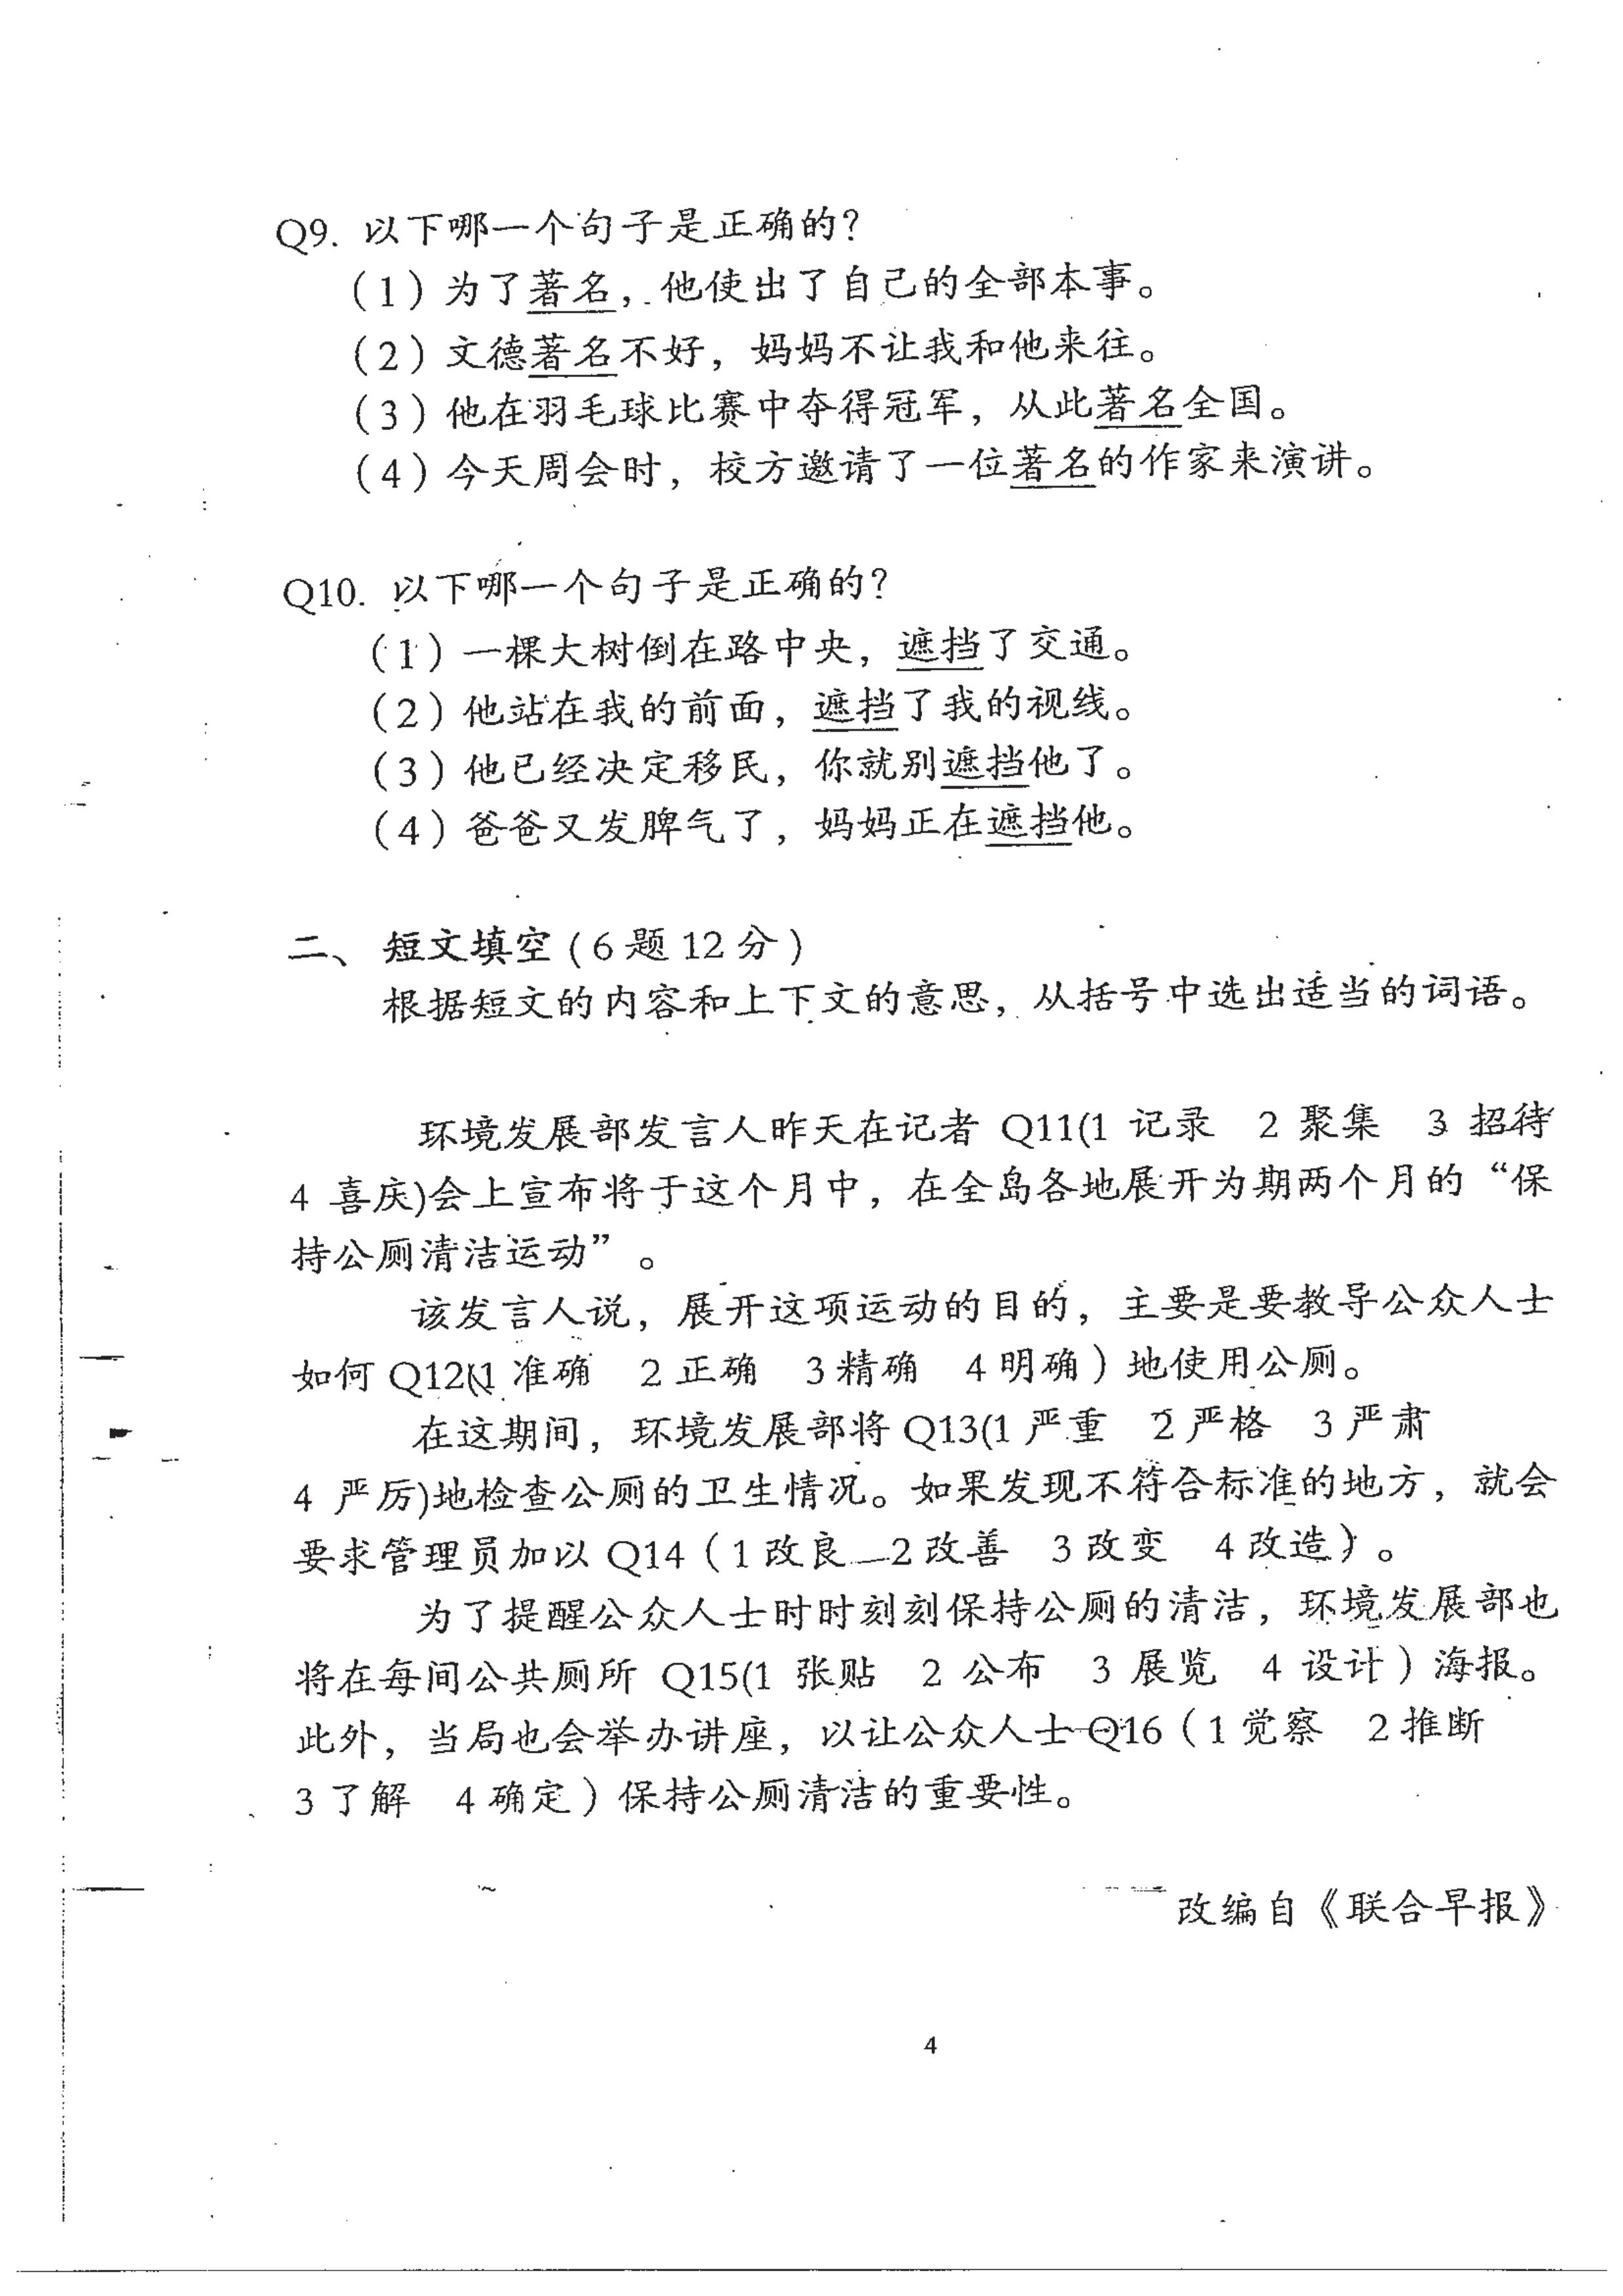 Q9. 以下哪一个句子是正确的？
（1）为了著名，他使出了自己的全部本事。
（2）文德著名不好，妈妈不让我和他来往。
（3）他在羽毛球比赛中夺得冠军，从此著名全国。
（4）今天周会时，校方邀请了一位著名的作家来演讲。
Q10. 以下哪一个句子是正确的？
（1）一棵大树倒在路中央，遮挡了交通。
（2）他站在我的前面，遮挡了我的视线。
（3）他已经决定移民，你就别遮挡他了。
（4）爸爸又发脾气了，妈妈正在遮挡他。
二、 短文填空（6题12分）
根据短文的内容和上下文的意思，从括号中选出适当的词语。
环境发展部发言人昨天在记者 Q11(1 记录 2 聚集 3 招待
4 喜庆)会上宣布将于这个月中，在全岛各地展开为期两个月的“保
持公厕清洁运动”。
该发言人说，展开这项运动的目的，主要是要教导公众人士
如何 Q12(1 准确 2 正确 3 精确 4 明确）地使用公厕。
在这期间，环境发展部将 Q13(1 严重 2 严格 3 严肃
4 严厉)地检查公厕的卫生情况。如果发现不符合标准的地方，就会
要求管理员加以 Q14（1 改良 2 改善 3 改变 4 改造）。
为了提醒公众人士时时刻刻保持公厕的清洁，环境发展部也
将在每间公共厕所 Q15(1 张贴 2 公布 3 展览 4 设计）海报。
此外，当局也会举办讲座，以让公众人士 Q16（1 觉察 2 推断
3 了解 4 确定）保持公厕清洁的重要性。
改编自《联合早报》
4